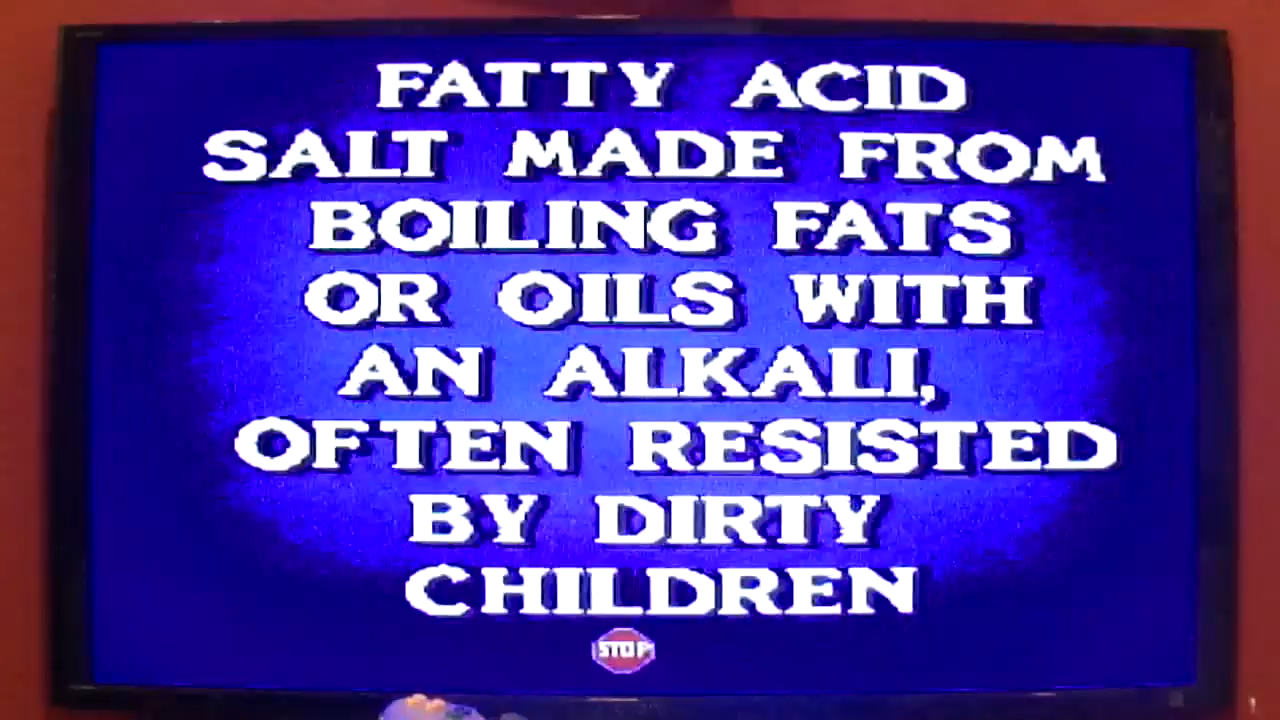 FATTY ACID
SALT MADE FROM
BOILING FATS
OR OILS WITH
AN ALKALI,
OFTEN RESISTED
BY DIRTY
CHILDREN
STOP